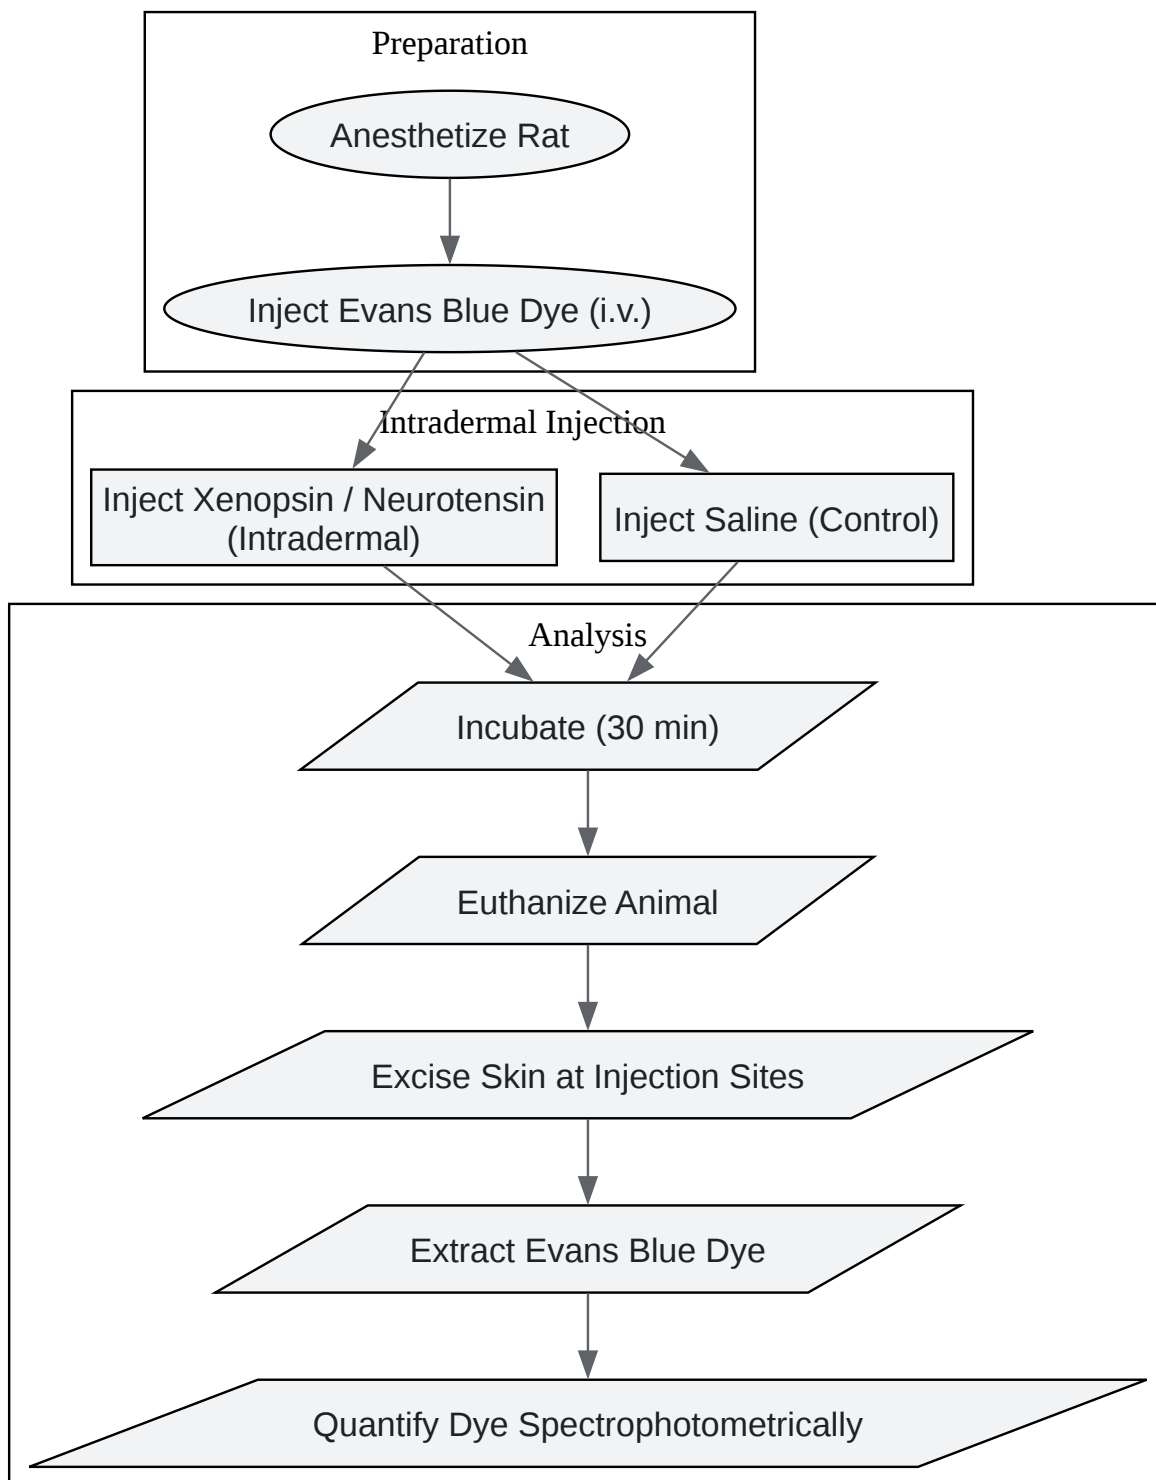 Preparation
Anesthetize Rat
Inject Evans Blue Dye (i.v.)
Intradermal Injection
Inject Xenopsin / Neurotensin
(Intradermal)
Inject Saline (Control)
Analysis
Incubate (30 min)
Euthanize Animal
Excise Skin at Injection Sites
Extract Evans Blue Dye
Quantify Dye Spectrophotometrically